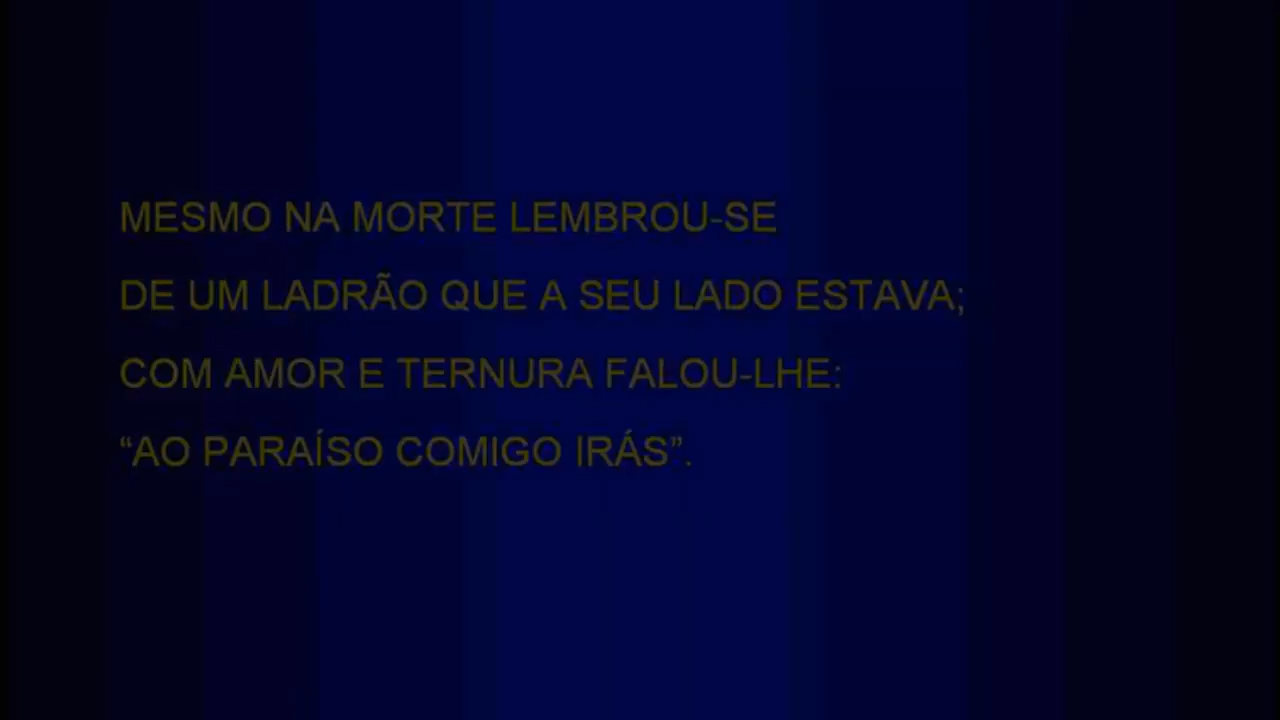 MESMO NA MORTE LEMBROU-SE
DE UM LADRÃO QUE A SEU LADO ESTAVA;
COM AMOR E TERNURA FALOU-LHE:
“AO PARAÍSO COMIGO IRÁS”.